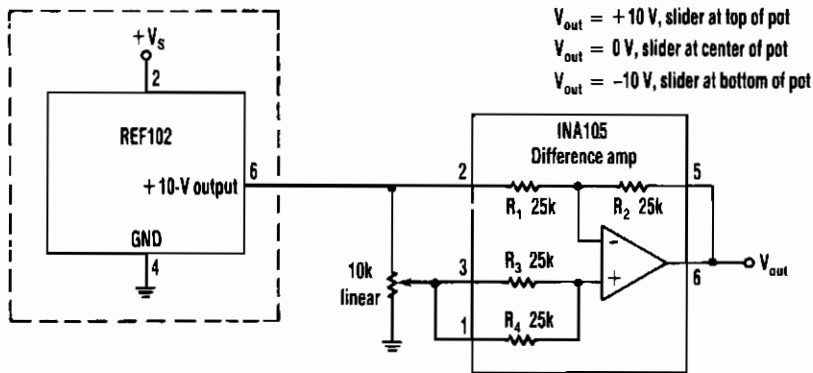 V_out = +10 V, slider at top of pot
V_out = 0 V, slider at center of pot
V_out = −10 V, slider at bottom of pot
+V_S
2
REF102
6
+10-V output
GND
4
INA105
Difference amp
2
5
R_1 25k
R_2 25k
-
+
10k
linear
3
R_3 25k
1
R_4 25k
6
V_out